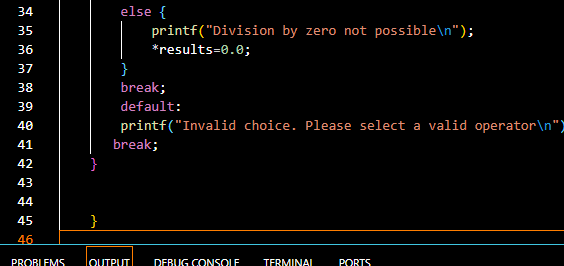 34 else {
35 printf("Division by zero not possible\n");
36 *results=0.0;
37 }
38 break;
39 default:
40 printf("Invalid choice. Please select a valid operator\n")
41 break;
42 }
43
44
45 }
46
PROBLEMS OUTPUT DEBUG CONSOLE TERMINAL PORTS